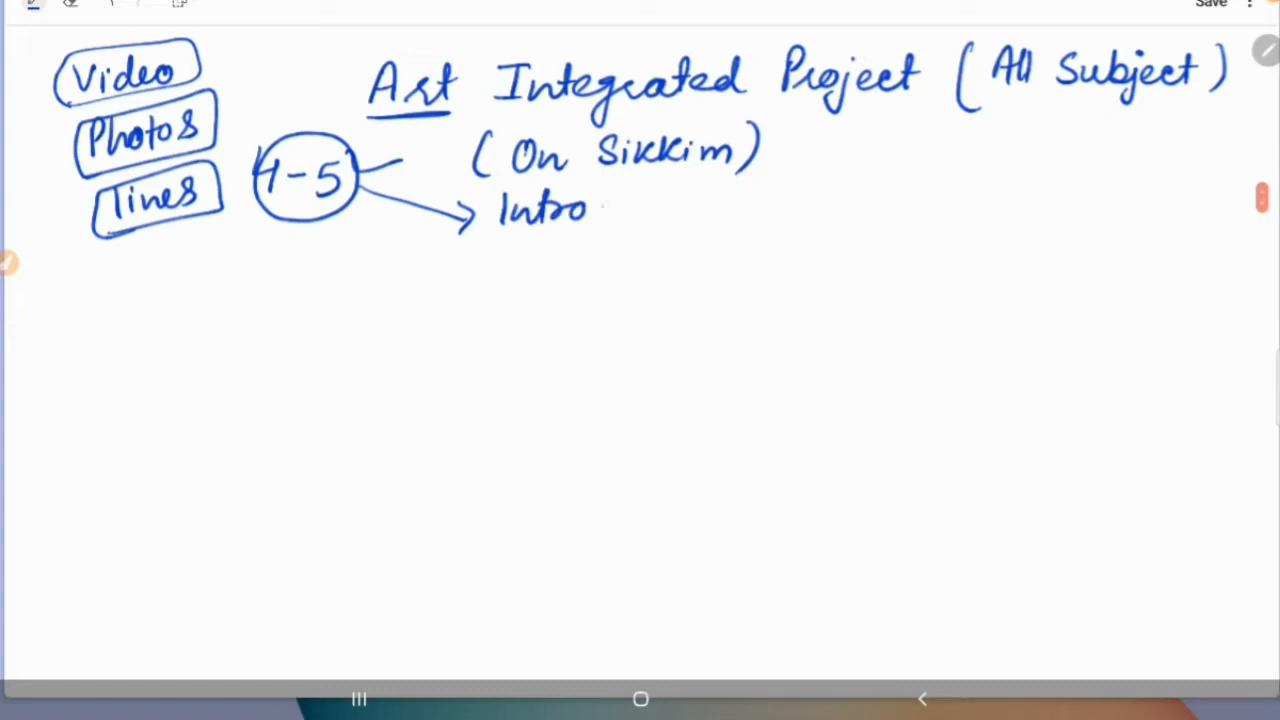 Save
Video
Art Integrated Project ( All Subject )
Photos
( On Sikkim )
lines
4-5
Intro